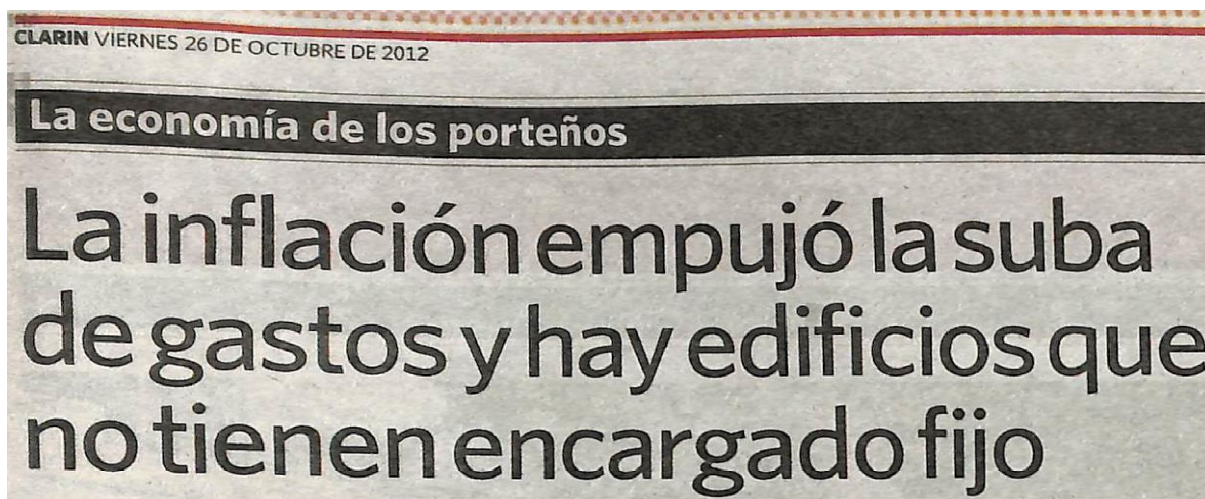 CLARIN VIERNES 26 DE OCTUBRE DE 2012
La economía de los porteños
La inflación empujó la suba
de gastos y hay edificios que
no tienen encargado fijo